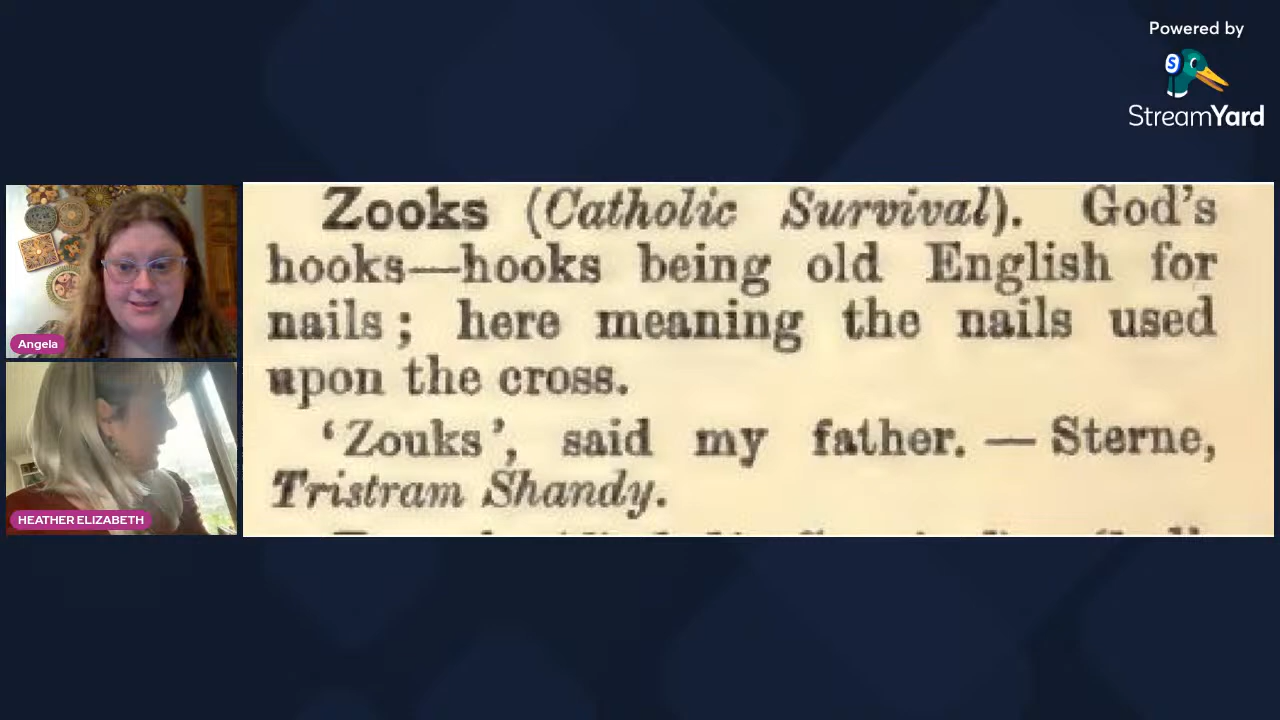 Powered by
StreamYard
Zooks (Catholic Survival). God's
hooks—hooks being old English for
nails; here meaning the nails used
upon the cross.
'Zouks', said my father. — Sterne,
Tristram Shandy.
Angela
HEATHER ELIZABETH